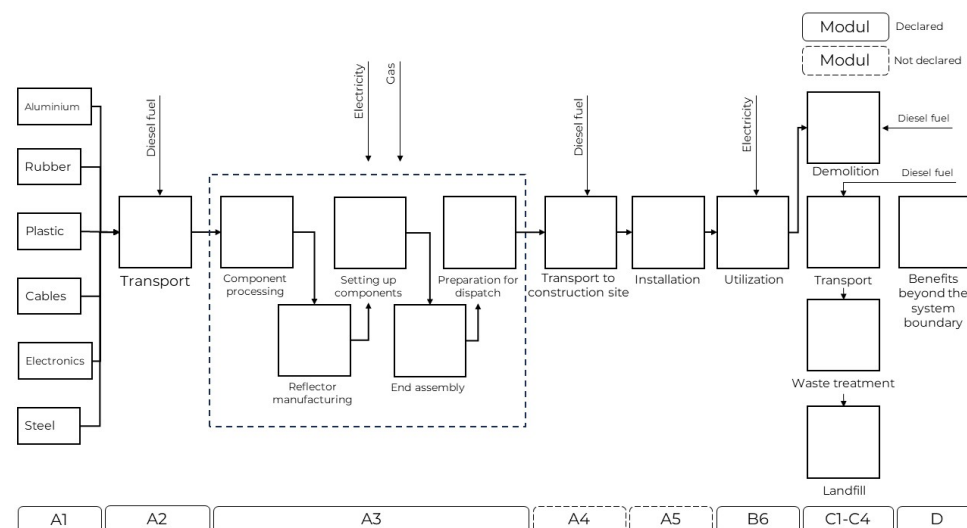 Modul
Declared
Modul
Not declared
Aluminium
Rubber
Plastic
Cables
Electronics
Steel
Diesel fuel
Transport
Electricity
Gas
Component
processing
Setting up
components
Preparation for
dispatch
Reflector
manufacturing
End assembly
Diesel fuel
Transport to
construction site
Installation
Electricity
Utilization
Diesel fuel
Demolition
Diesel fuel
Transport
Waste treatment
Landfill
Benefits
beyond the
system
boundary
A1
A2
A3
A4
A5
B6
C1-C4
D